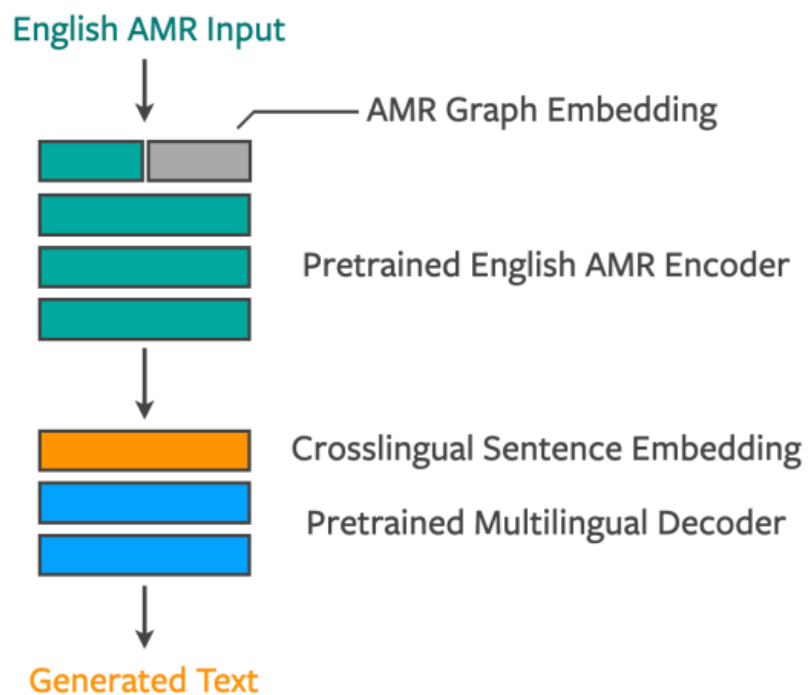 English AMR Input
AMR Graph Embedding
Pretrained English AMR Encoder
Crosslingual Sentence Embedding
Pretrained Multilingual Decoder
Generated Text